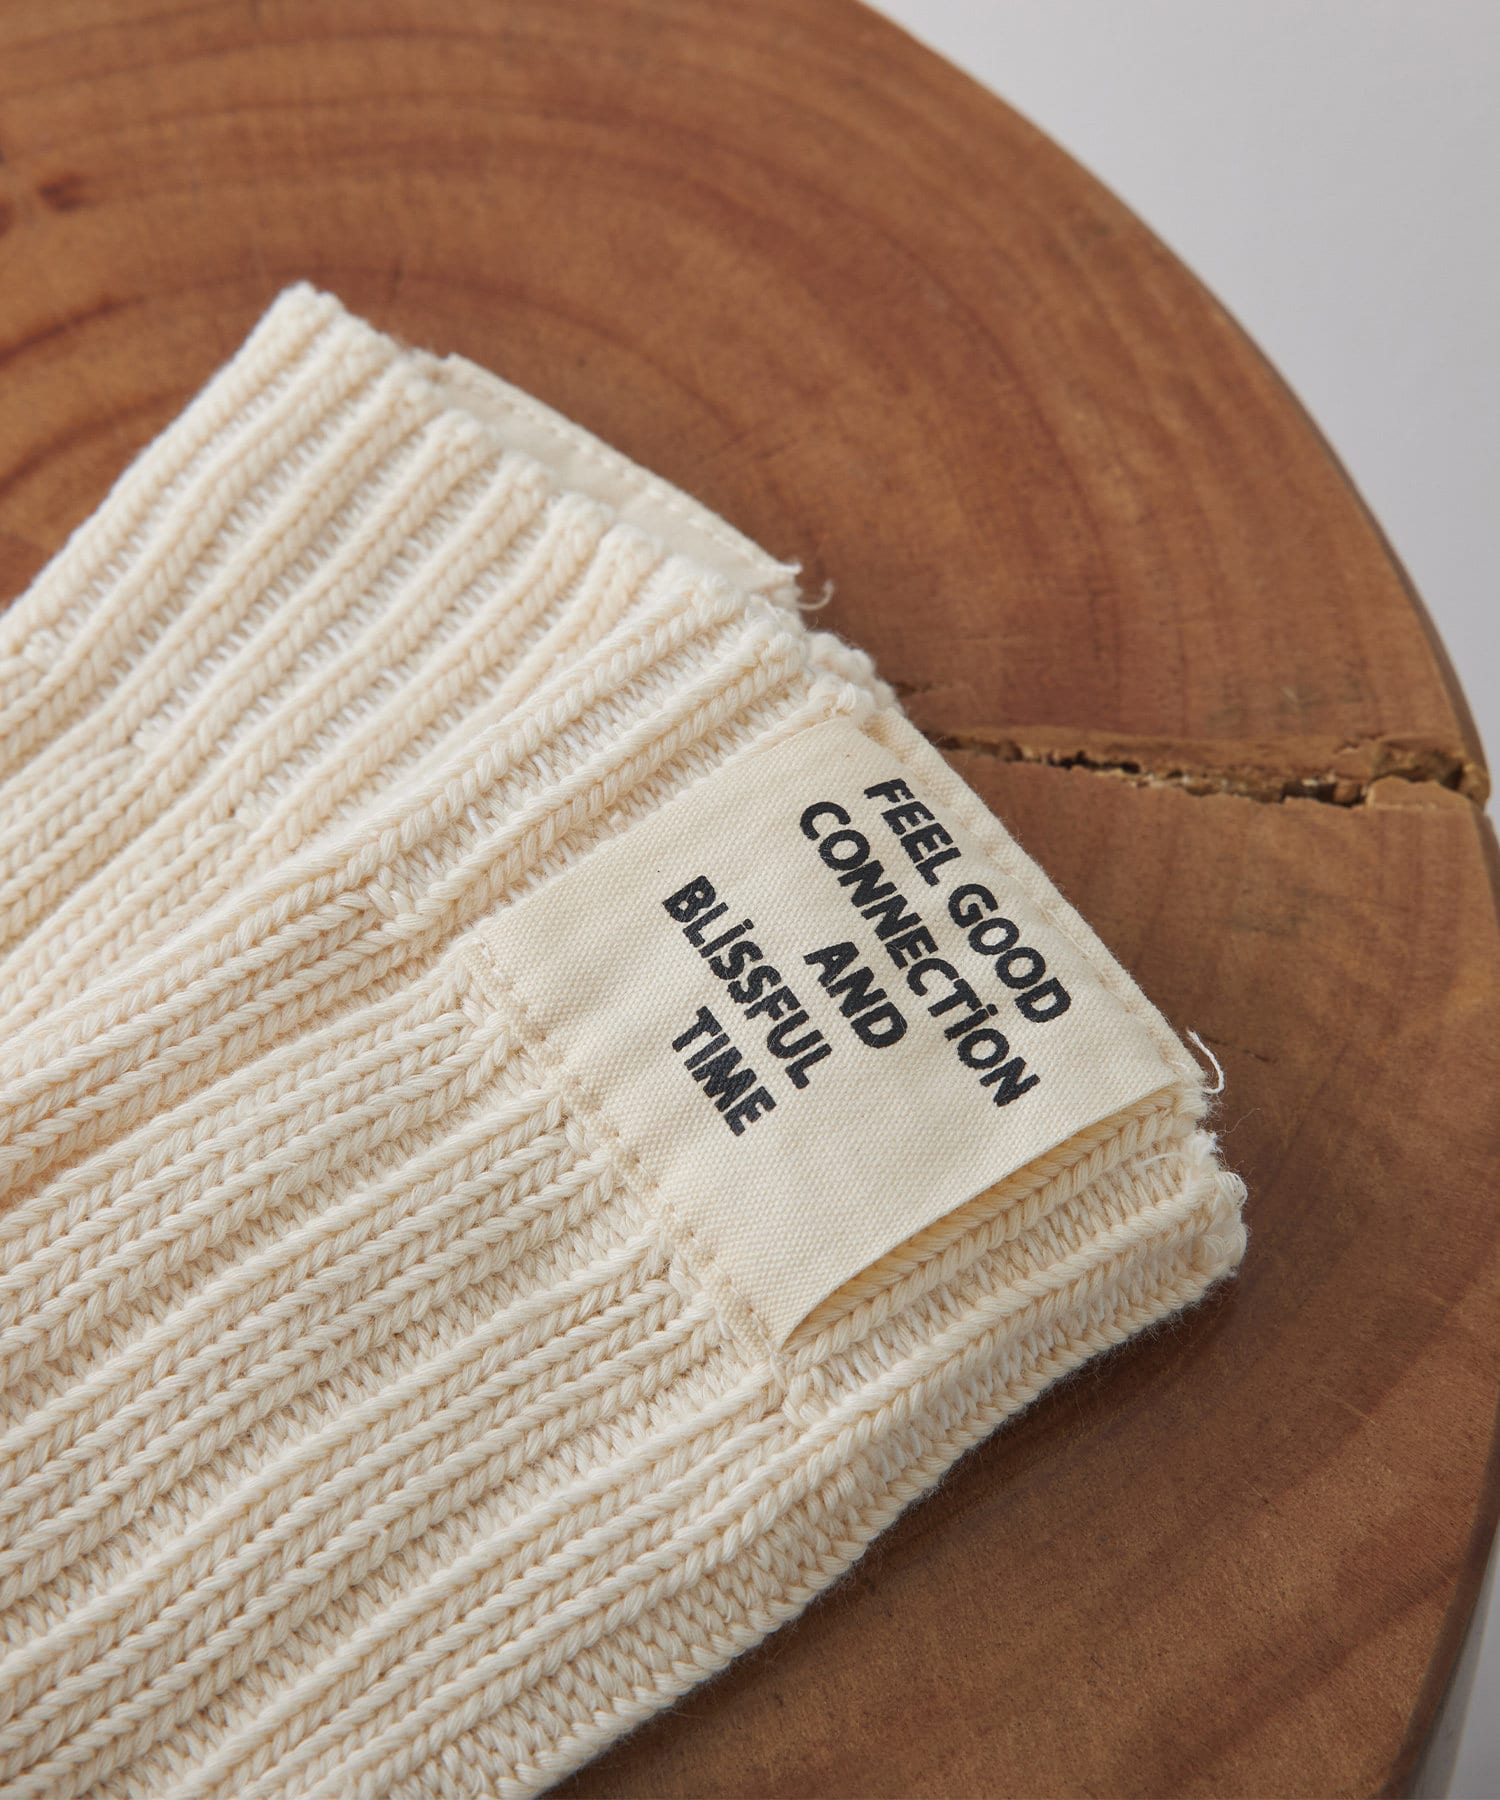 FEEL GOOD
CONNECTiON
AND
BLiSSFUL
TIME